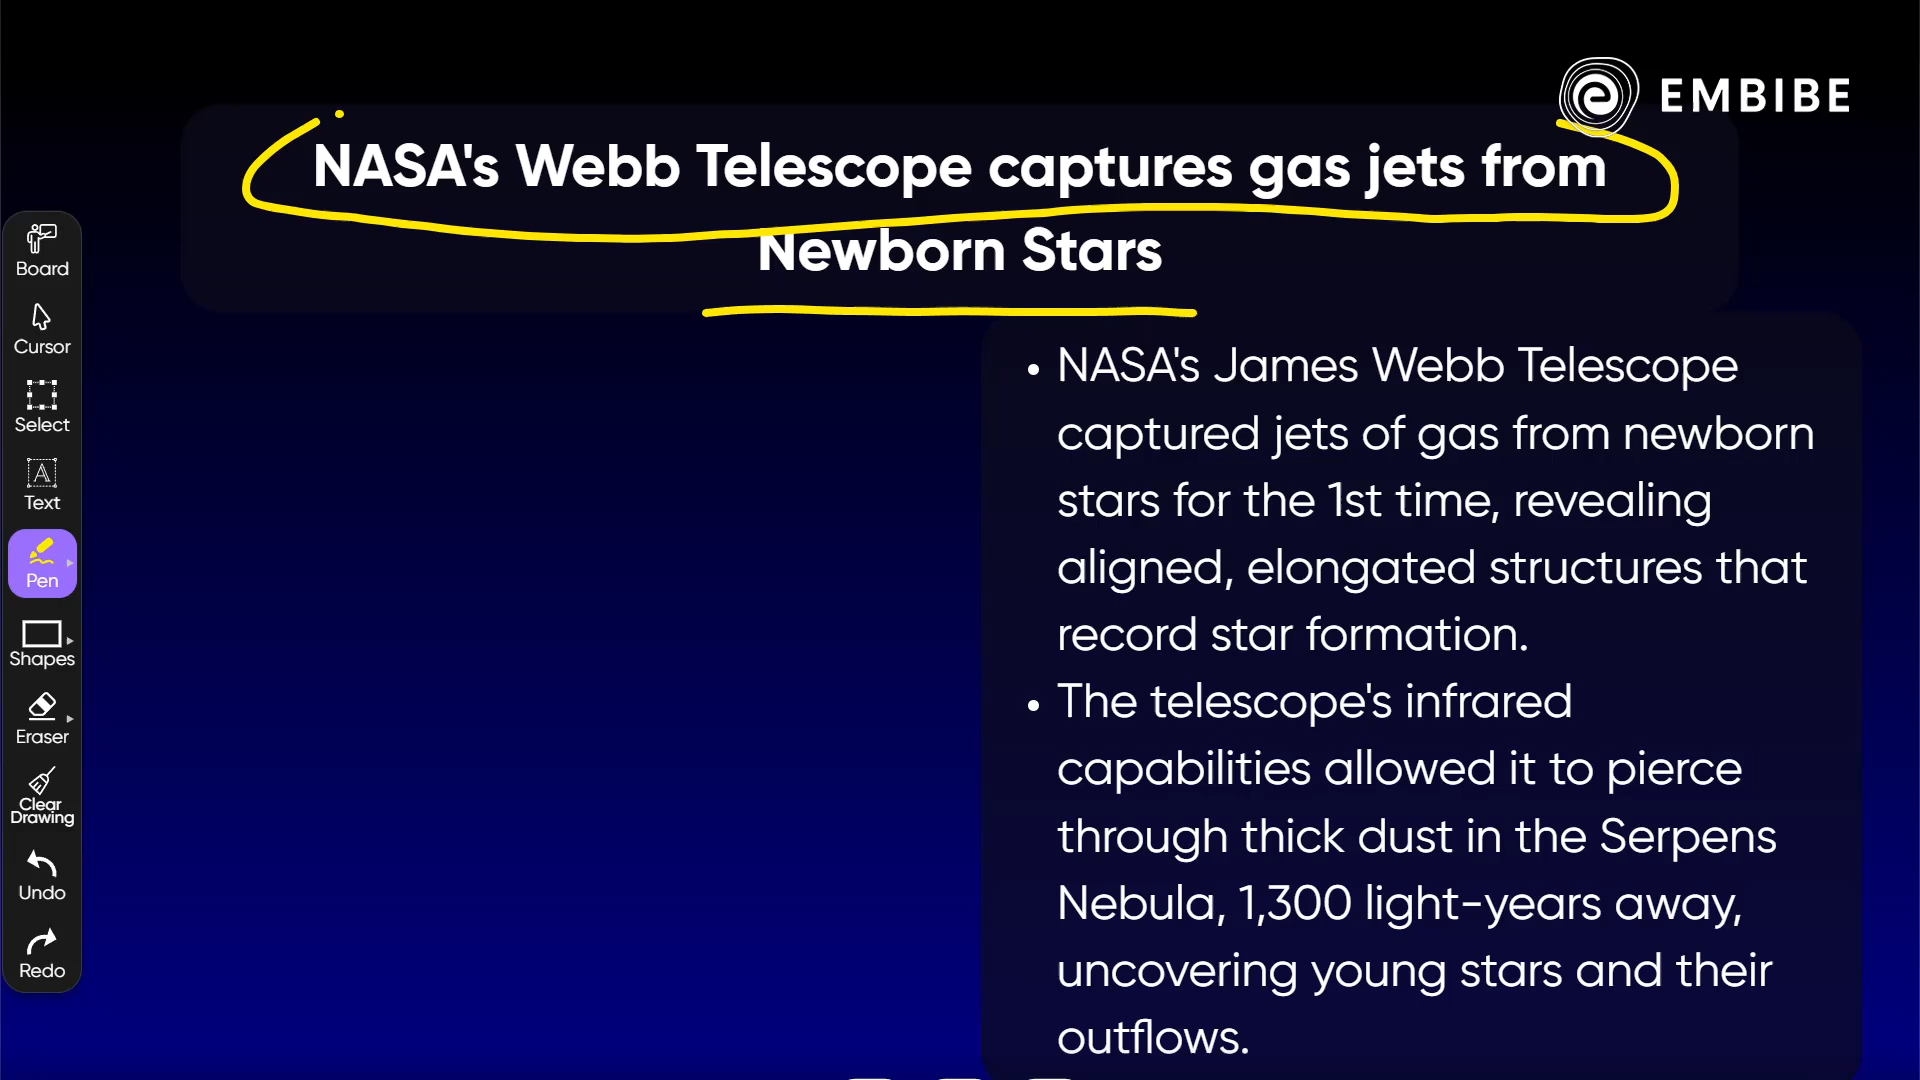 EMBIBE
NASA's Webb Telescope captures gas jets from
Newborn Stars
Board
Cursor
Select
Text
Pen
Shapes
Eraser
Clear
Drawing
Undo
Redo
• NASA's James Webb Telescope
captured jets of gas from newborn
stars for the 1st time, revealing
aligned, elongated structures that
record star formation.
• The telescope's infrared
capabilities allowed it to pierce
through thick dust in the Serpens
Nebula, 1,300 light-years away,
uncovering young stars and their
outflows.